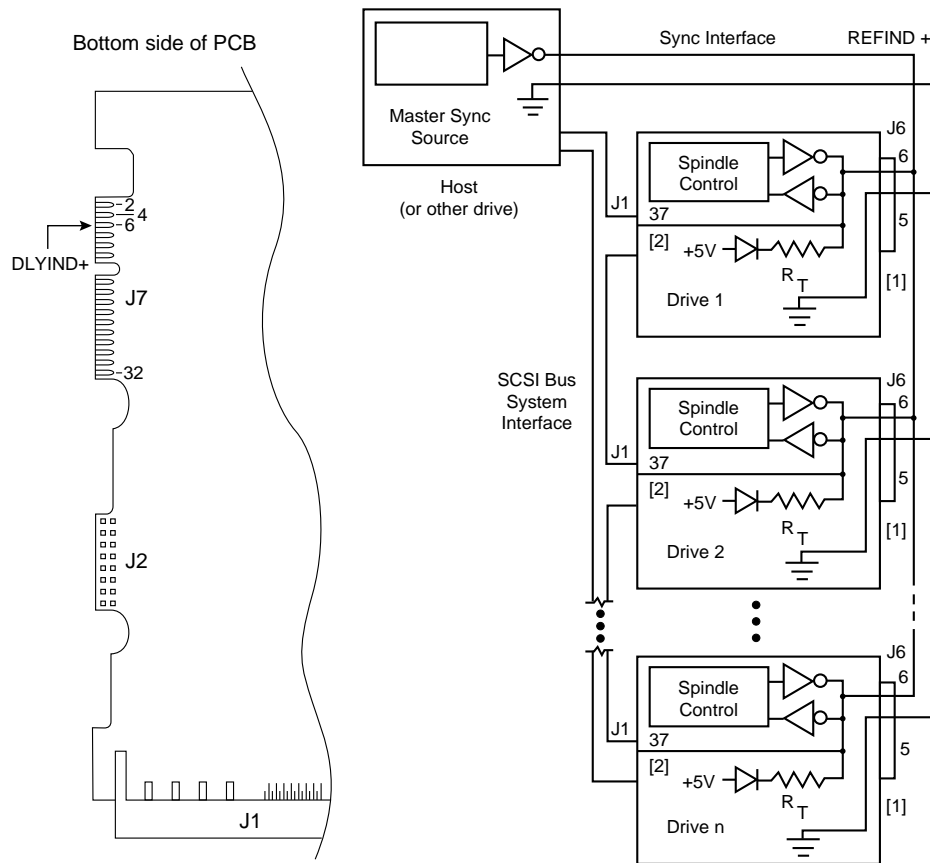 Bottom side of PCB
2
4
6
DLYIND+
J7
32
J2
J1
Sync Interface
REFIND +
Master Sync
Source
Host
(or other drive)
SCSI Bus
System
Interface
J6
6
Spindle
Control
J1
37
[2]
+5V
R T
5
[1]
Drive 1
J6
6
Spindle
Control
J1
37
[2]
+5V
R T
5
[1]
Drive 2
J6
6
Spindle
Control
J1
37
[2]
+5V
R T
5
[1]
Drive n